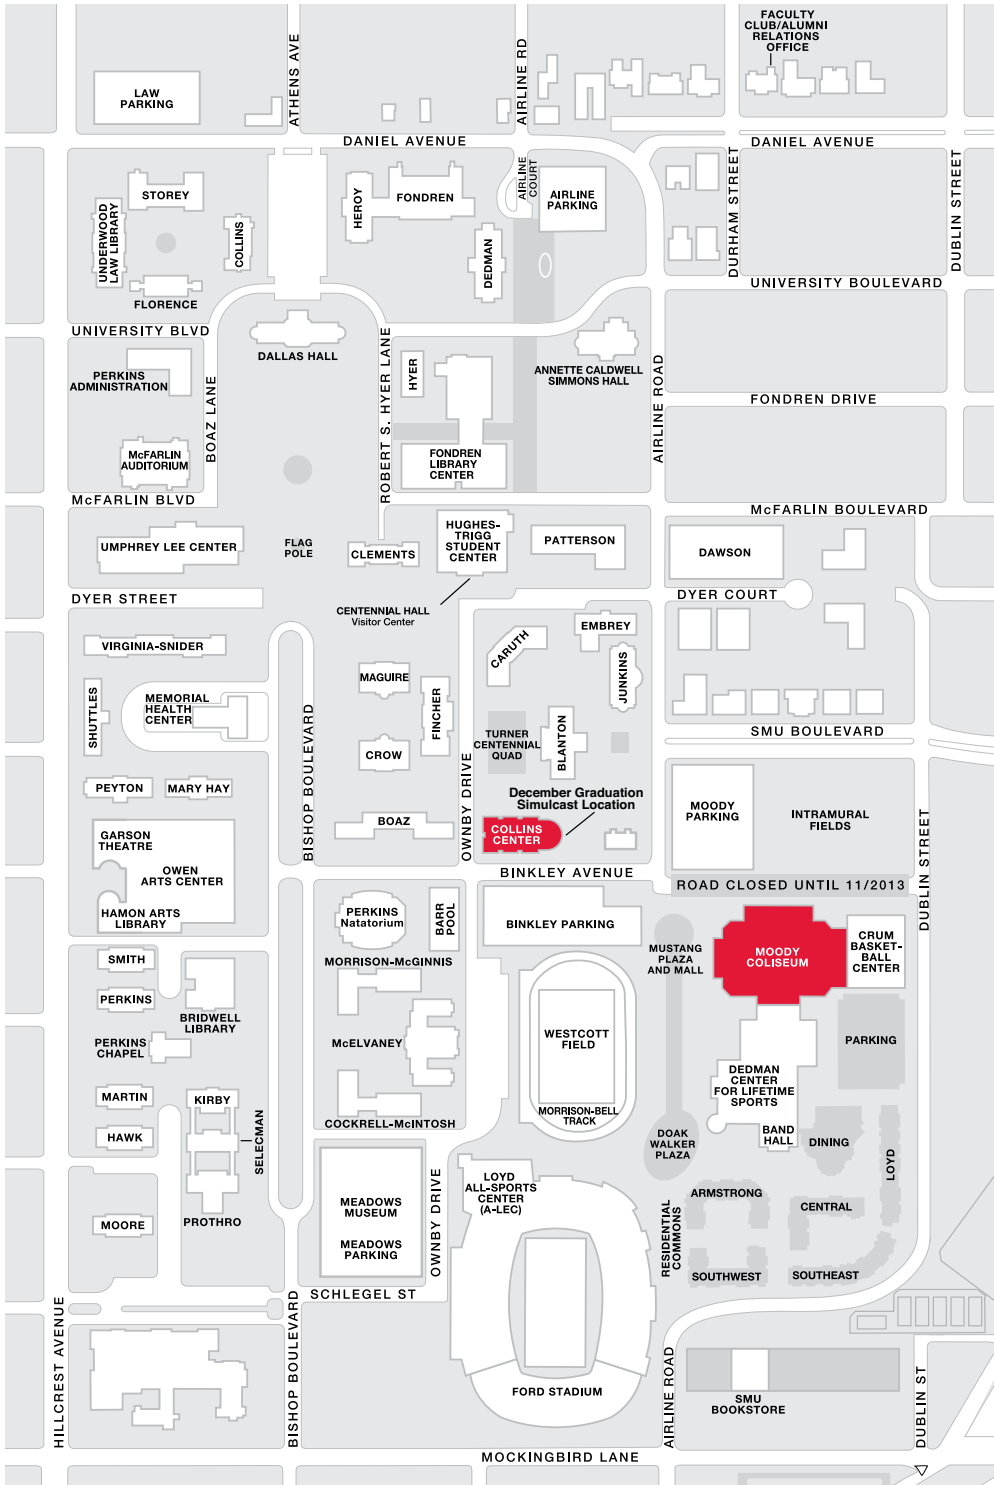 FACULTY
CLUB/ALUMNI
RELATIONS
OFFICE
ATHENS AVE
AIRLINE RD
LAW
PARKING
DANIEL AVENUE
DANIEL AVENUE
STOREY
UNDERWOOD
LAW LIBRARY
COLLINS
FLORENCE
HEROY
FONDREN
AIRLINE
COURT
AIRLINE
PARKING
DEDMAN
DURHAM STREET
DUBLIN STREET
UNIVERSITY BOULEVARD
UNIVERSITY BLVD
DALLAS HALL
PERKINS
ADMINISTRATION
BOAZ LANE
ROBERT S. HYER LANE
HYER
ANNETTE CALDWELL
SIMMONS HALL
AIRLINE ROAD
FONDREN DRIVE
McFARLIN
AUDITORIUM
FONDREN
LIBRARY
CENTER
McFARLIN BLVD
McFARLIN BOULEVARD
UMPHREY LEE CENTER
FLAG
POLE
CLEMENTS
HUGHES-
TRIGG
STUDENT
CENTER
PATTERSON
DAWSON
DYER STREET
DYER COURT
CENTENNIAL HALL
Visitor Center
VIRGINIA-SNIDER
CARUTH
EMBREY
JUNKINS
MAGUIRE
SHUTTLES
MEMORIAL
HEALTH
CENTER
BISHOP BOULEVARD
FINCHER
CROW
OWNBY DRIVE
TURNER
CENTENNIAL
QUAD
BLANTON
SMU BOULEVARD
PEYTON
MARY HAY
December Graduation
Simulcast Location
MOODY
PARKING
INTRAMURAL
FIELDS
DUBLIN STREET
BOAZ
COLLINS
CENTER
GARSON
THEATRE
OWEN
ARTS CENTER
HAMON ARTS
LIBRARY
BINKLEY AVENUE
ROAD CLOSED UNTIL 11/2013
PERKINS
Natatorium
BARR
POOL
BINKLEY PARKING
MUSTANG
PLAZA
AND MALL
MOODY
COLISEUM
CRUM
BASKET-
BALL
CENTER
SMITH
MORRISON-McGINNIS
PERKINS
BRIDWELL
LIBRARY
PERKINS
CHAPEL
McELVANEY
WESTCOTT
FIELD
PARKING
DEDMAN
CENTER
FOR LIFETIME
SPORTS
MARTIN
KIRBY
HAWK
SELECMAN
COCKRELL-McINTOSH
MORRISON-BELL
TRACK
DOAK
WALKER
PLAZA
BAND
HALL
DINING
LOYD
LOYD
ALL-SPORTS
CENTER
(A-LEC)
MEADOWS
MUSEUM
MEADOWS
PARKING
OWNBY DRIVE
MOORE
PROTHRO
RESIDENTIAL
COMMONS
ARMSTRONG
CENTRAL
SOUTHWEST
SOUTHEAST
SCHLEGEL ST
HILLCREST AVENUE
BISHOP BOULEVARD
FORD STADIUM
AIRLINE ROAD
SMU
BOOKSTORE
DUBLIN ST
MOCKINGBIRD LANE